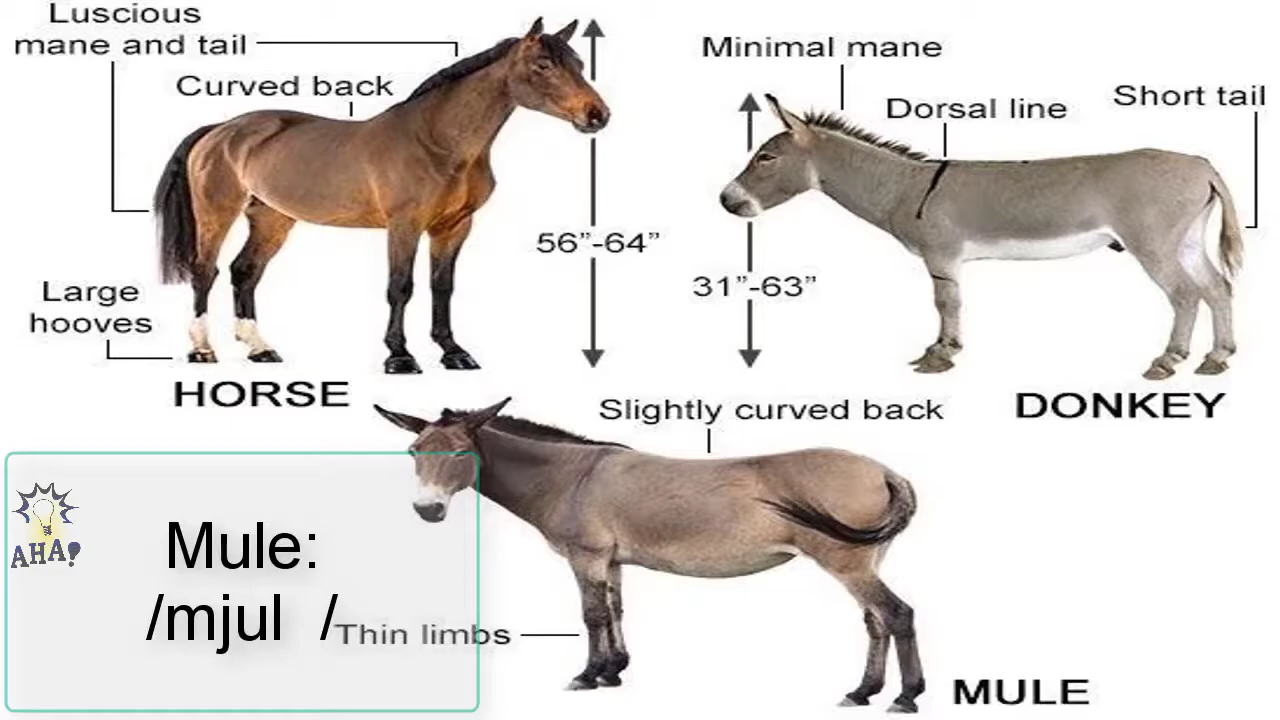 Luscious
mane and tail
Curved back
Large
hooves
56”-64”
HORSE
Minimal mane
Dorsal line
Short tail
31”-63”
DONKEY
Slightly curved back
Thin limbs
MULE
AHA!
Mule:
/mjul /